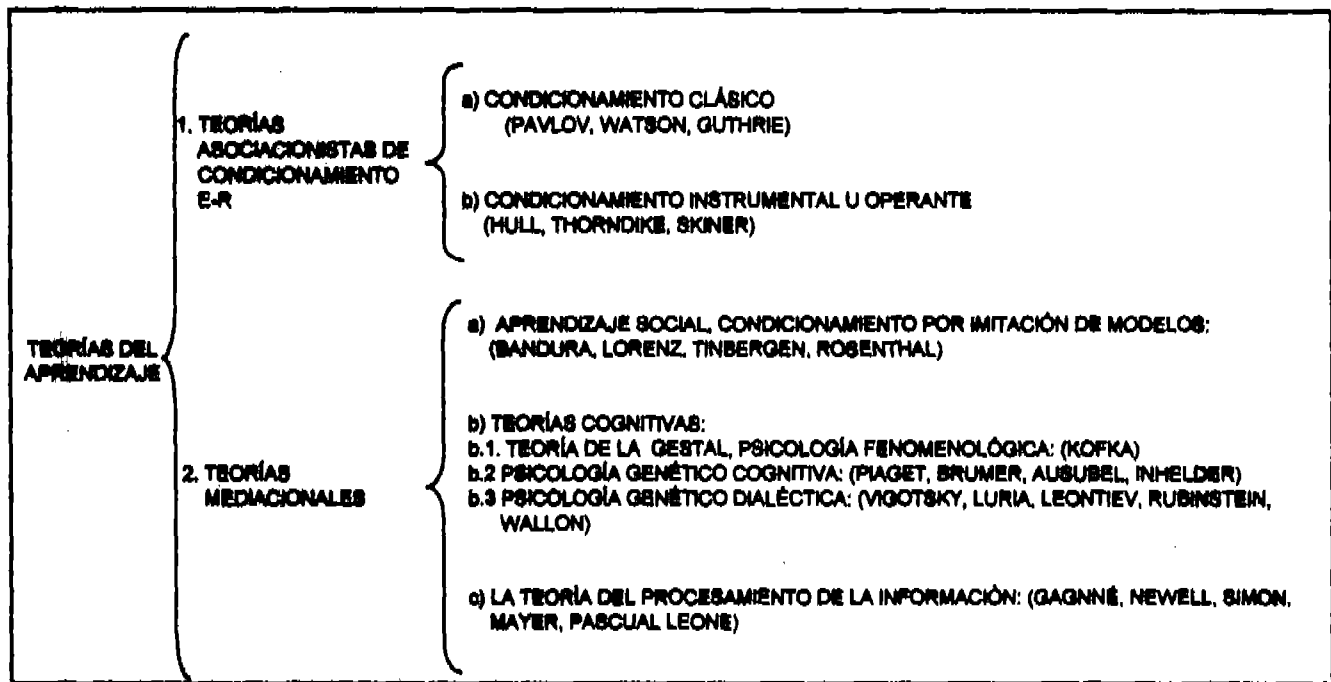 TEORÍAS DEL
APRENDIZAJE
1. TEORÍAS
ASOCIACIONISTAS DE
CONDICIONAMIENTO
E-R
a) CONDICIONAMIENTO CLÁSICO
(PAVLOV, WATSON, GUTHRIE)
b) CONDICIONAMIENTO INSTRUMENTAL U OPERANTE
(HULL, THORNDIKE, SKINER)
2. TEORÍAS
MEDIACIONALES
a) APRENDIZAJE SOCIAL, CONDICIONAMIENTO POR IMITACIÓN DE MODELOS:
(BANDURA, LORENZ, TINBERGEN, ROSENTHAL)
b) TEORÍAS COGNITIVAS:
b.1. TEORÍA DE LA GESTAL, PSICOLOGÍA FENOMENOLÓGICA: (KOFKA)
b.2 PSICOLOGÍA GENÉTICO COGNITIVA: (PIAGET, BRUMER, AUSUBEL, INHELDER)
b.3 PSICOLOGÍA GENÉTICO DIALÉCTICA: (VIGOTSKY, LURIA, LEONTIEV, RUBINSTEIN,
WALLON)
c) LA TEORÍA DEL PROCESAMIENTO DE LA INFORMACIÓN: (GAGNNÉ, NEWELL, SIMON,
MAYER, PASCUAL LEONE)